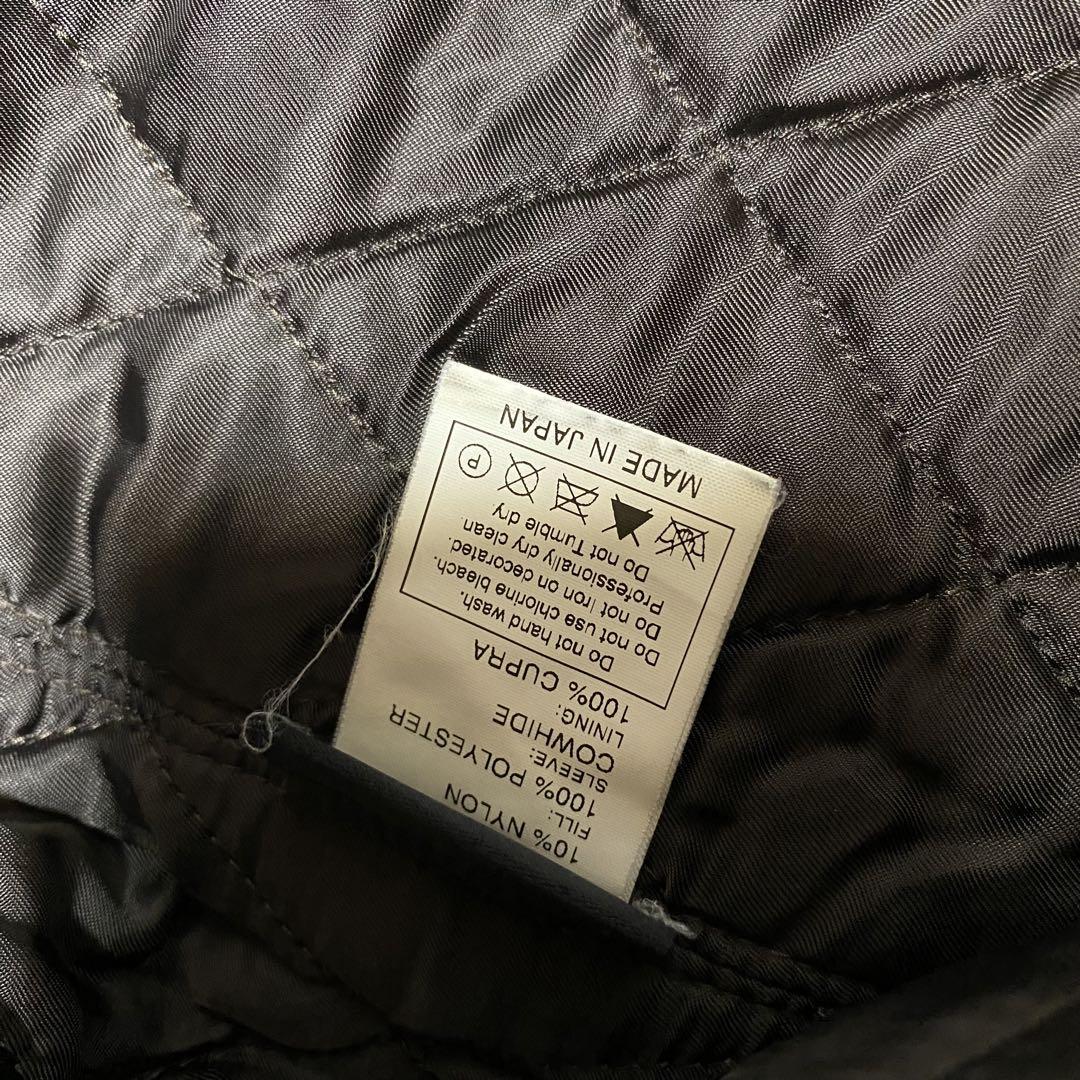 10% NYLON
FILL:
100% POLYESTER
SLEEVE:
COWHIDE
LINING:
100% CUPRA
Do not hand wash.
Do not use chlorine bleach.
Do not Iron on decorated.
Professionally dry clean.
Do not Tumble dry
P
MADE IN JAPAN